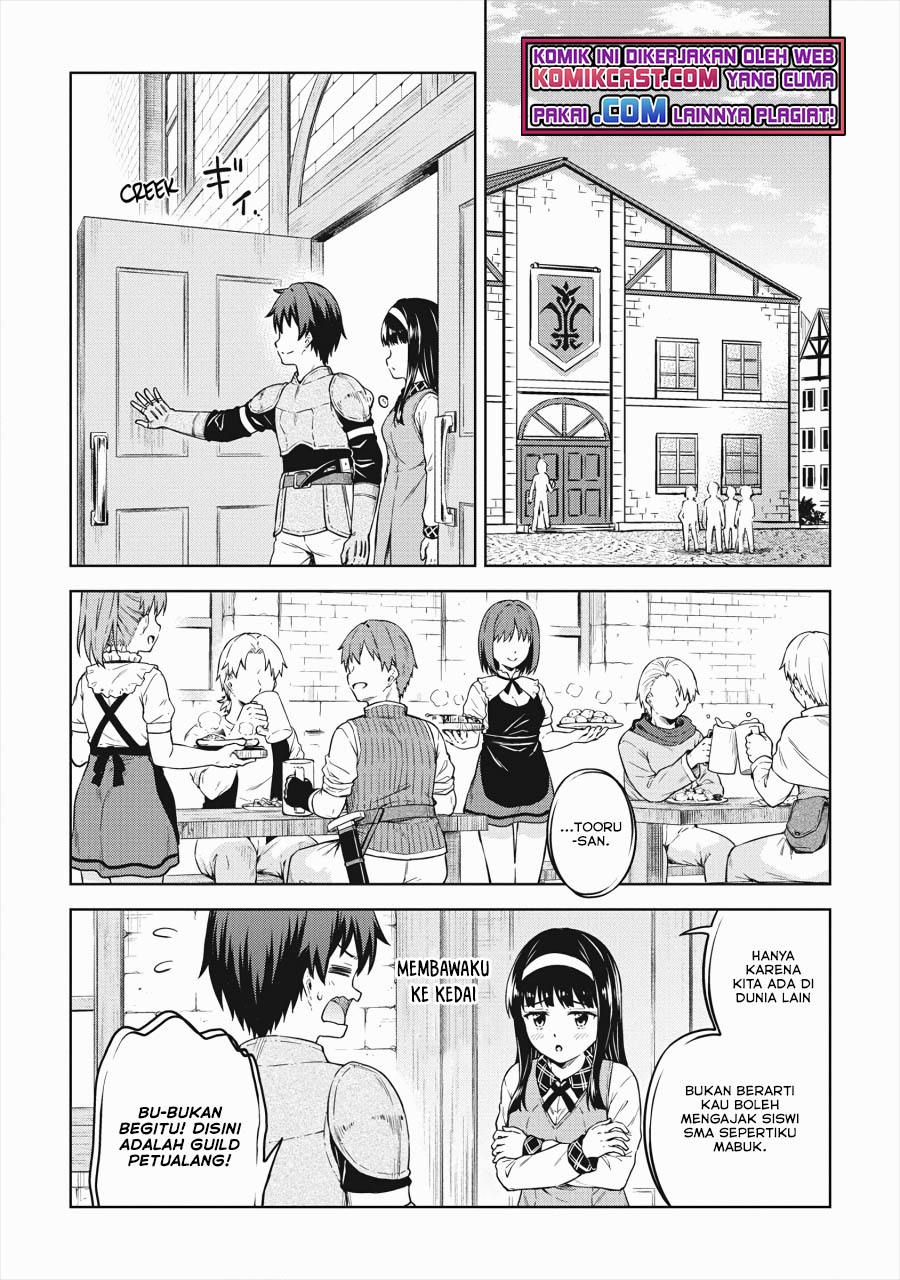 KOMIK INI DIKERJAKAN OLEH WEB
KOMIKCAST.COM YANG CUMA
PAKAI .COM LAINNYA PLAGIAT!
CREEK
ギィ.
...TOORU
-SAN.
HANYA
KARENA
KITA ADA DI
DUNIA LAIN
BUKAN BERARTI
KAU BOLEH
MENGAJAK SISWI
SMA SEPERTIKU
MABUK.
MEMBAWAKU
KE KEDAI
BU-BUKAN
BEGITU! DISINI
ADALAH GUILD
PETUALANG!